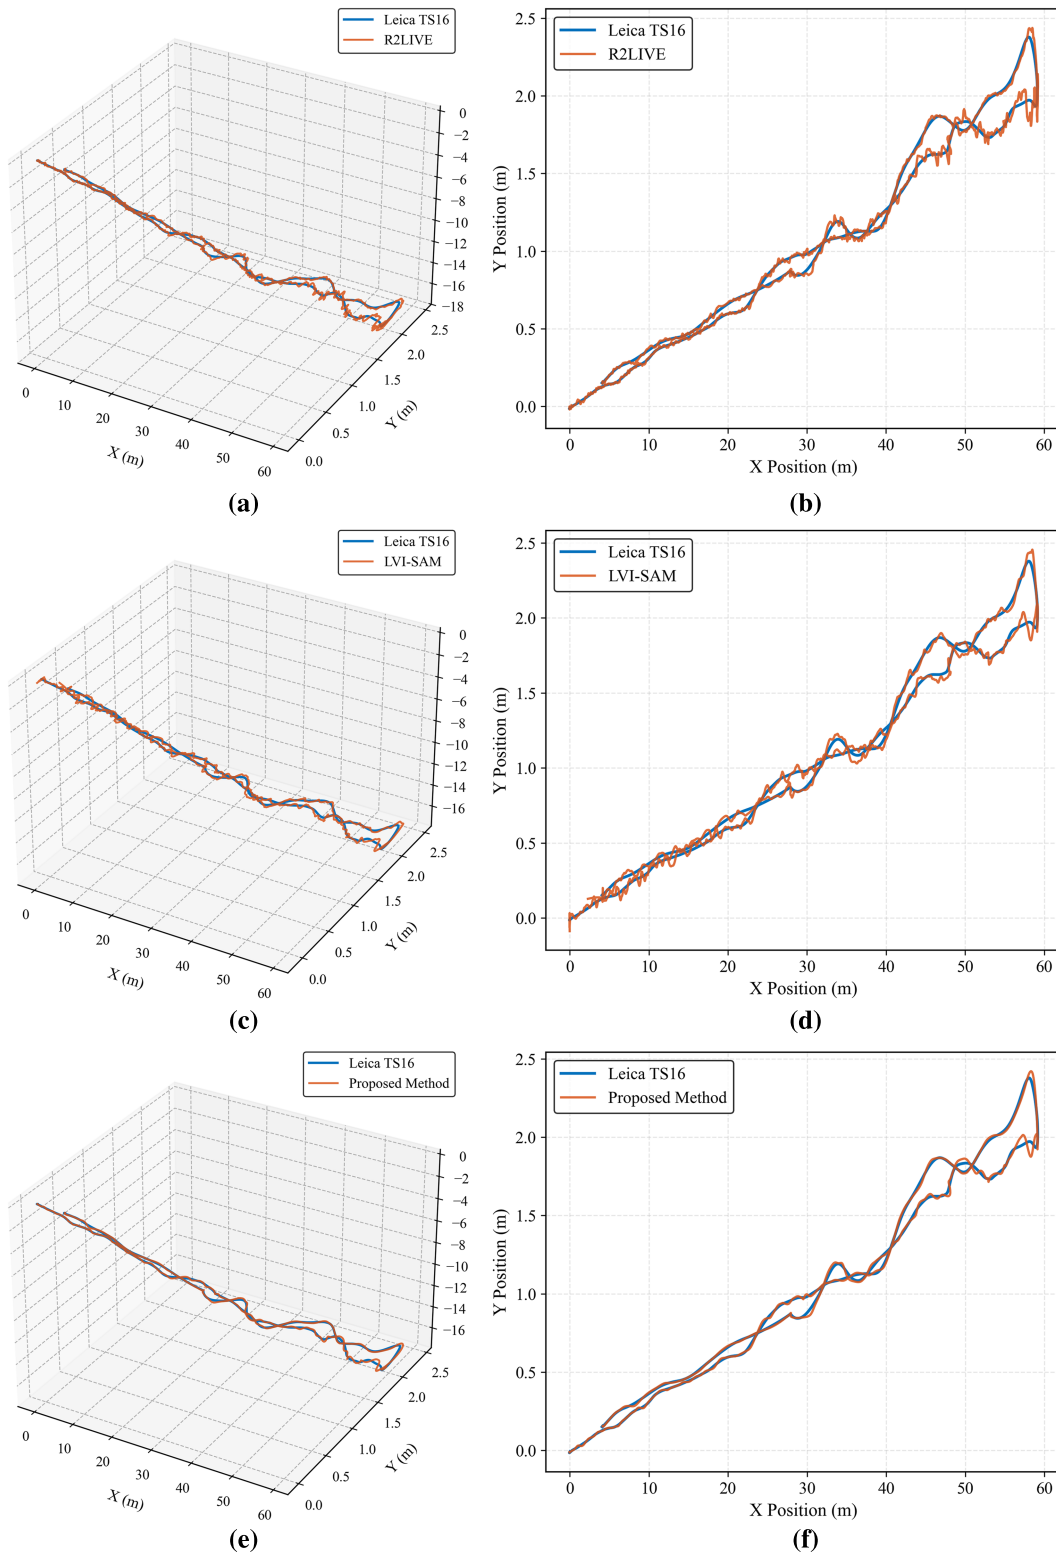 Leica TS16
R2LIVE
0
−2
−4
−6
−8
−10
−12
−14
−16
−18
2.5
2.0
1.5
1.0
0.5
0.0
Y (m)
0
10
20
30
40
50
60
X (m)
(a)
Leica TS16
R2LIVE
2.5
2.0
1.5
1.0
0.5
0.0
Y Position (m)
0 10 20 30 40 50 60
X Position (m)
(b)
Leica TS16
LVI-SAM
0
−2
−4
−6
−8
−10
−12
−14
−16
2.5
2.0
1.5
1.0
0.5
0.0
Y (m)
0
10
20
30
40
50
60
X (m)
(c)
Leica TS16
LVI-SAM
2.5
2.0
1.5
1.0
0.5
0.0
Y Position (m)
0 10 20 30 40 50 60
X Position (m)
(d)
Leica TS16
Proposed Method
0
−2
−4
−6
−8
−10
−12
−14
−16
2.5
2.0
1.5
1.0
0.5
0.0
Y (m)
0
10
20
30
40
50
60
X (m)
(e)
Leica TS16
Proposed Method
2.5
2.0
1.5
1.0
0.5
0.0
Y Position (m)
0 10 20 30 40 50 60
X Position (m)
(f)